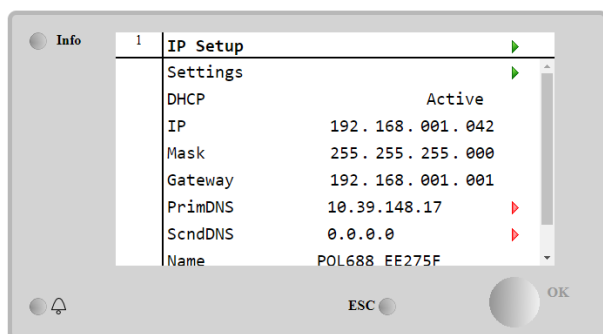 Info
1 IP Setup
Settings
DHCP Active
IP 192.168.001.042
Mask 255.255.255.000
Gateway 192.168.001.001
PrimDNS 10.39.148.17
ScndDNS 0.0.0.0
Name POL688_EE275F
ESC
OK